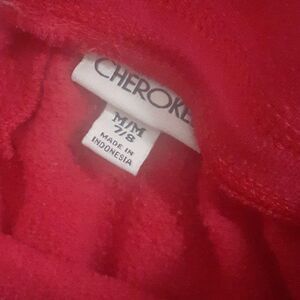 CHEROKE
M/M
7/8
MADE IN
INDONESIA